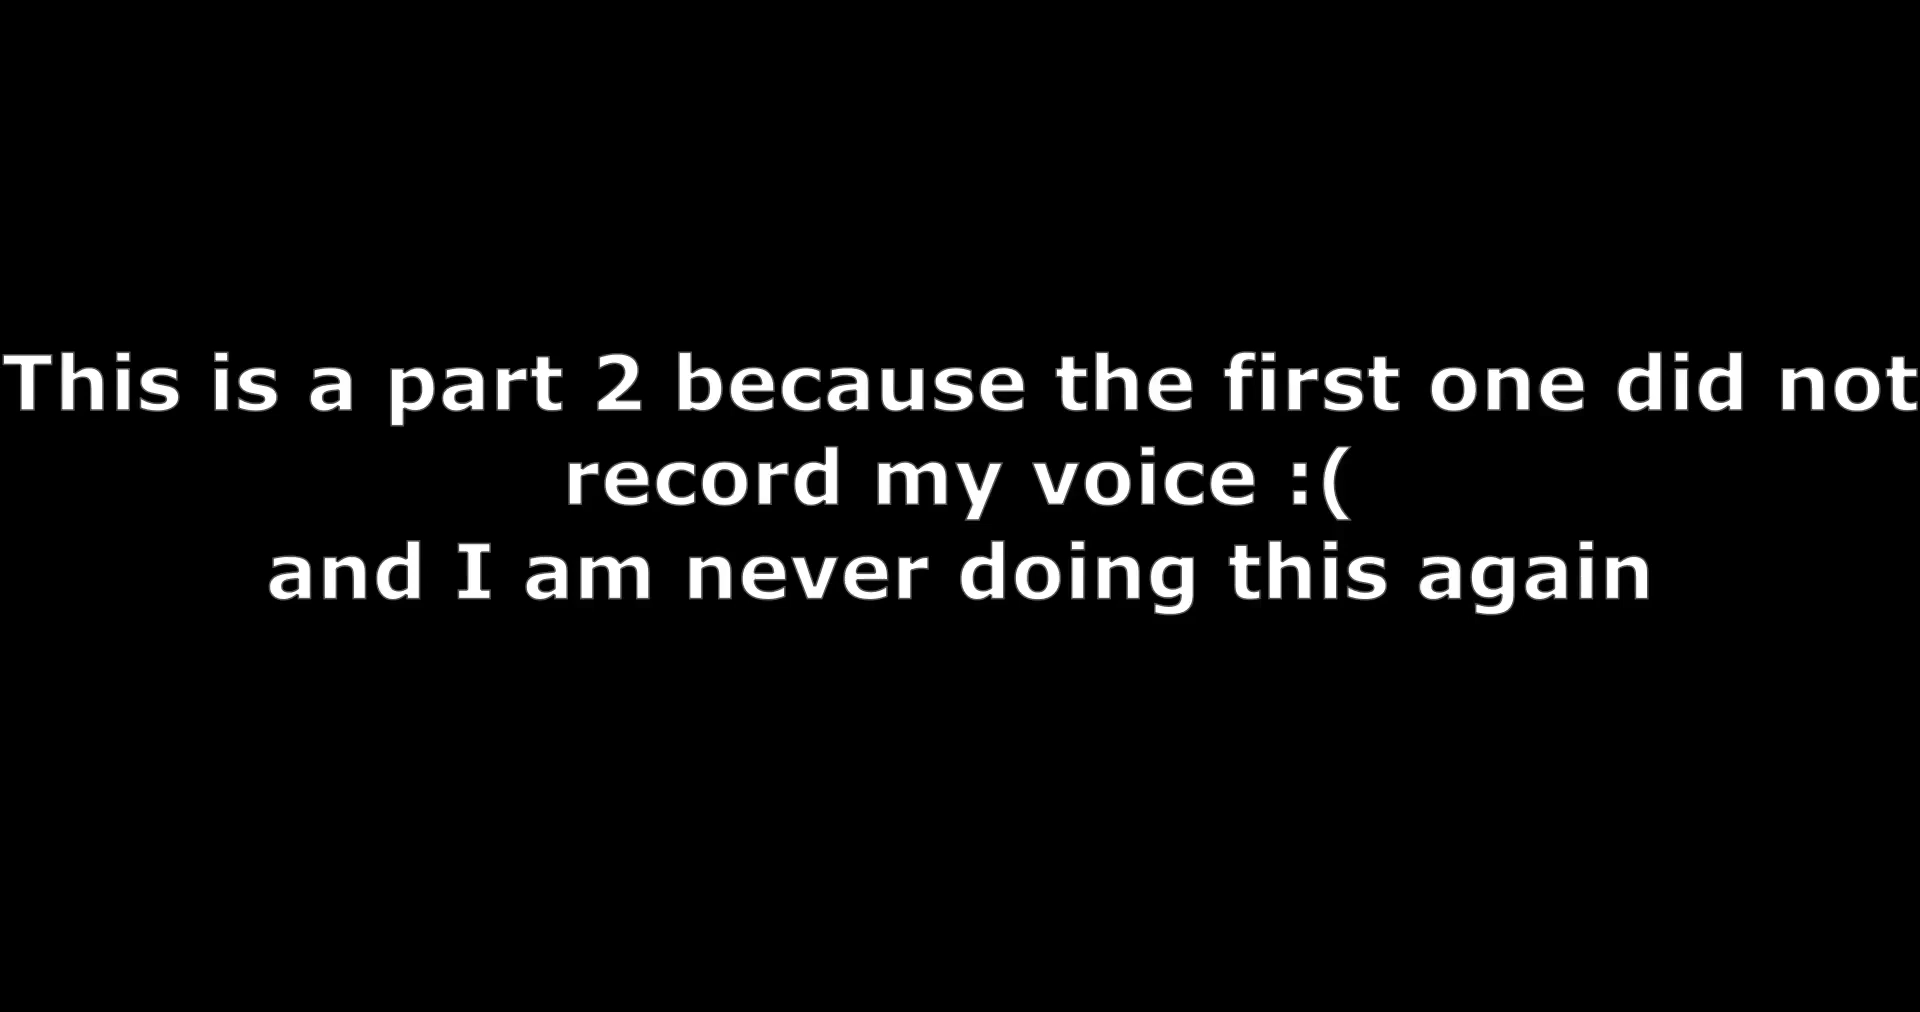 This is a part 2 because the first one did not
record my voice :(
and I am never doing this again